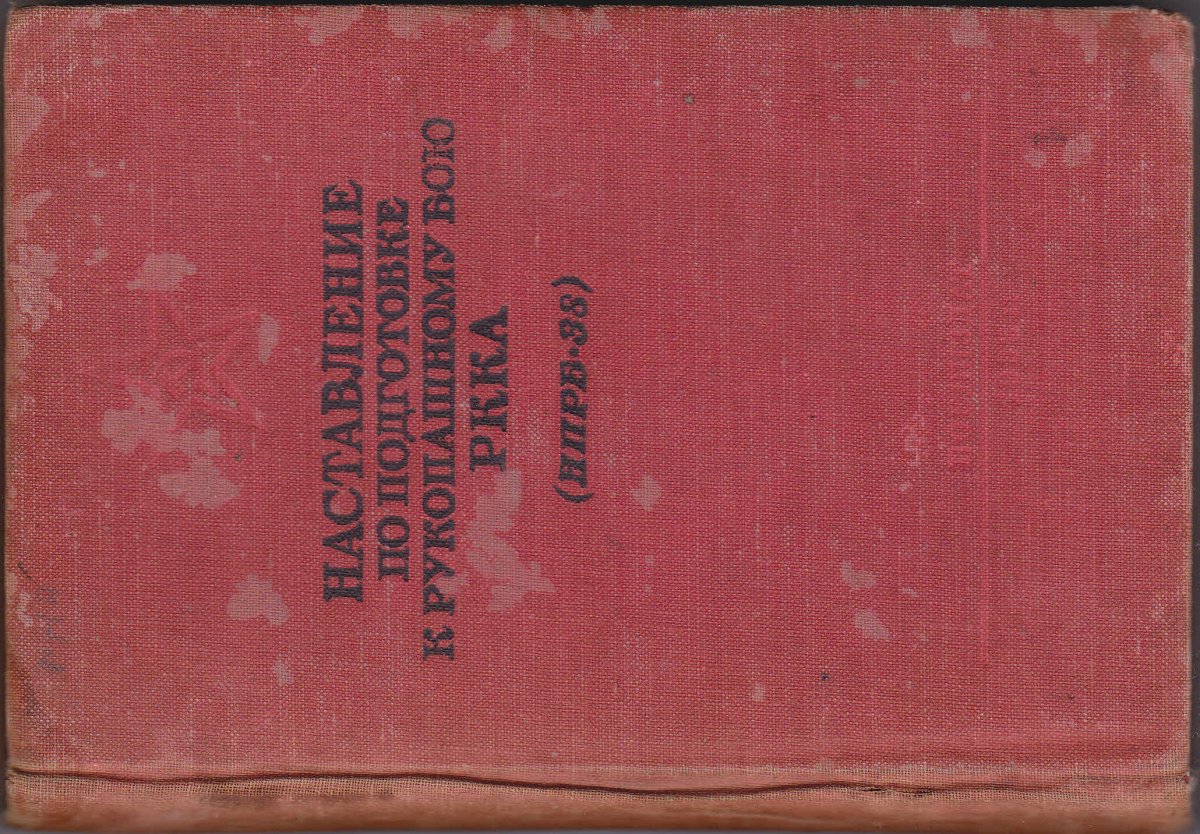 НАСТАВЛЕНИЕ
ПО ПОДГОТОВКЕ
К РУКОПАШНОМУ БОЮ
РККА
(НПРБ-38)